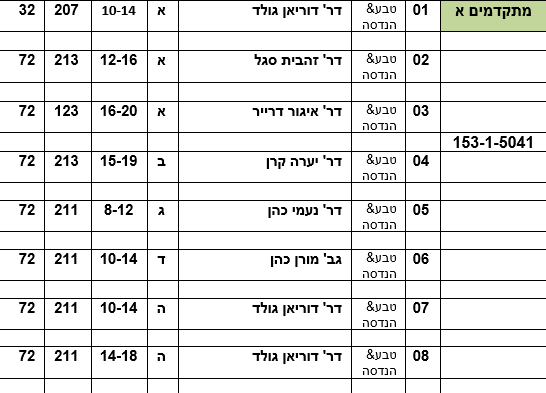 מתקדמים א 01 טבע& הנדסה דר' דוריאן גולד א 10-14 207 32
02 טבע& הנדסה דר' זהבית סגל א 12-16 213 72
03 טבע& הנדסה דר' איגור דרייר א 16-20 123 72
153-1-5041
04 טבע& הנדסה דר' יערה קרן ב 15-19 213 72
05 טבע& הנדסה דר' נעמי כהן ג 8-12 211 72
06 טבע& הנדסה גב' מורן כהן ד 10-14 211 72
07 טבע& הנדסה דר' דוריאן גולד ה 10-14 211 72
08 טבע& הנדסה דר' דוריאן גולד ה 14-18 211 72